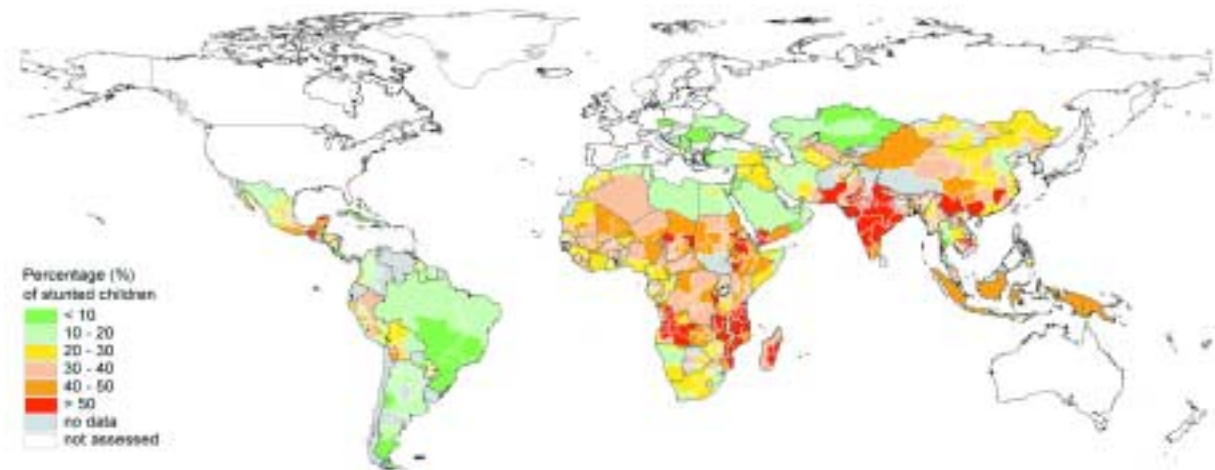 Percentage (%)
of stunted children
< 10
10 - 20
20 - 30
30 - 40
40 - 50
> 50
no data
not assessed